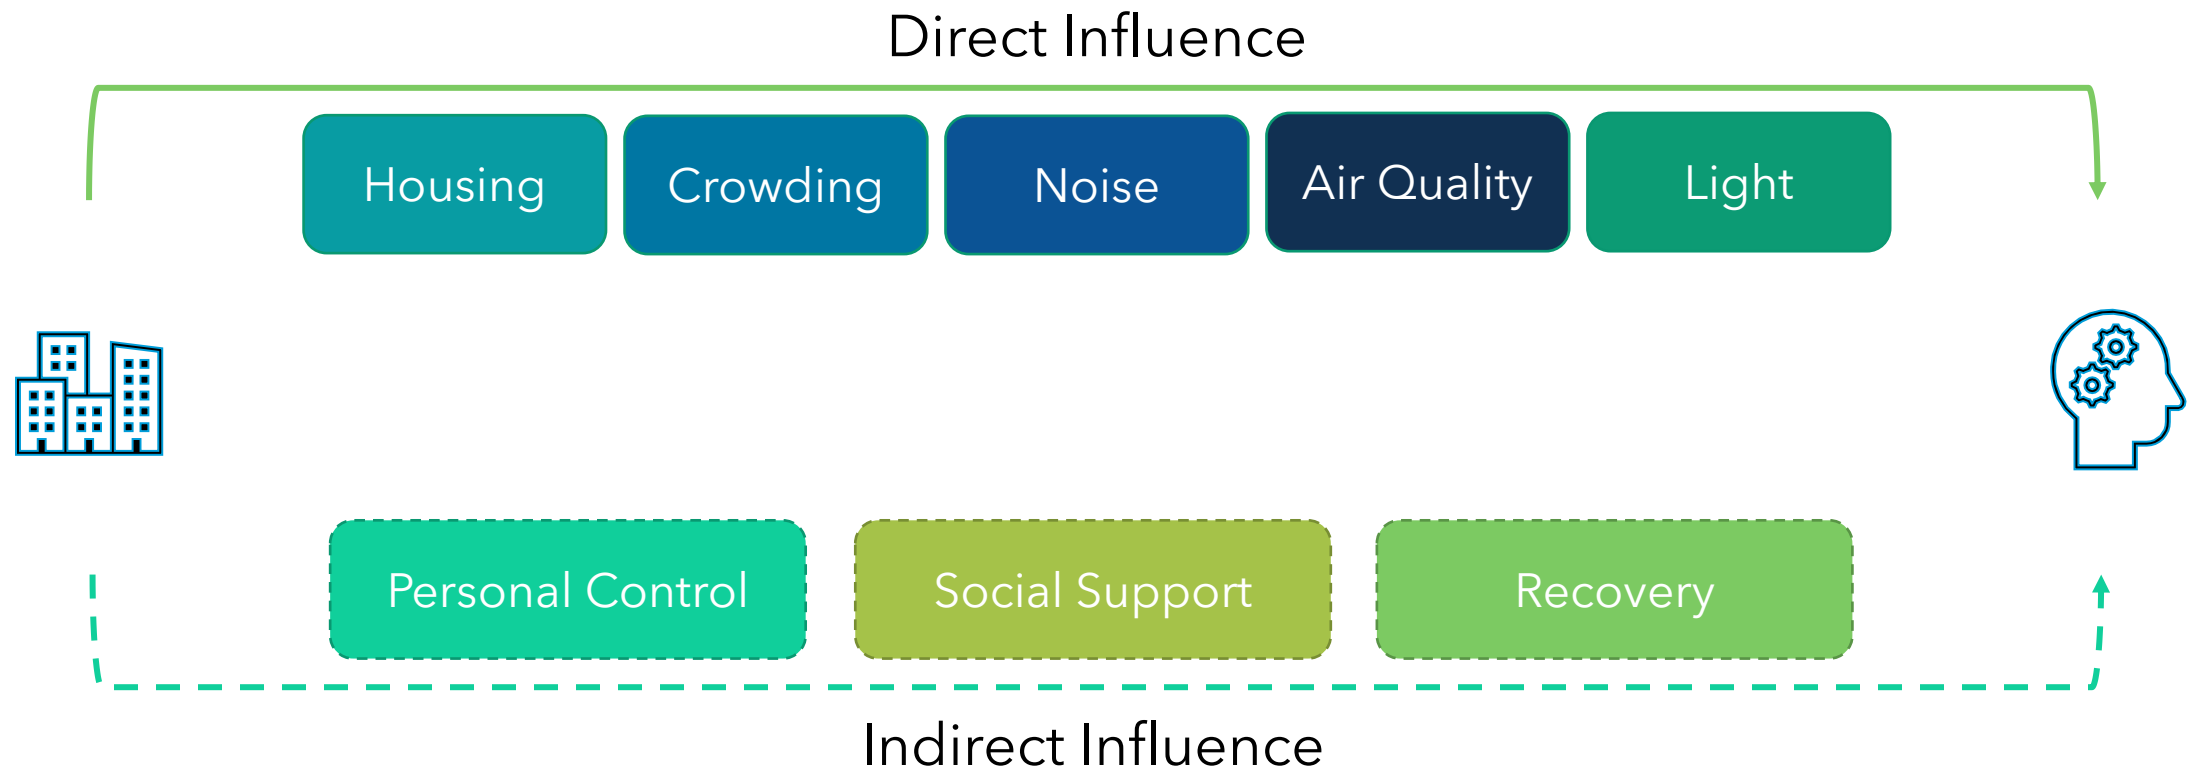 Direct Influence
Housing
Crowding
Noise
Air Quality
Light
Personal Control
Social Support
Recovery
Indirect Influence